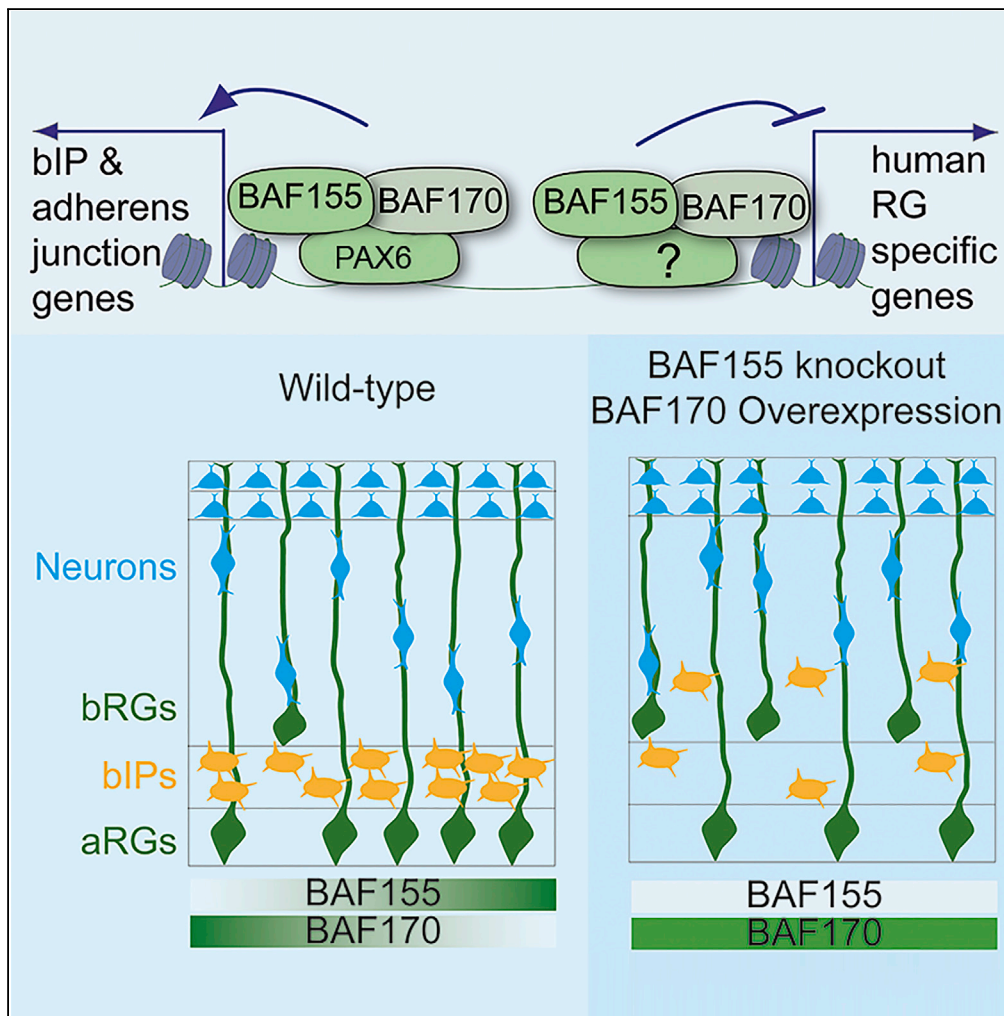 bIP &
adherens
junction
genes
BAF155
BAF170
PAX6
BAF155
BAF170
?
human
RG
specific
genes
Wild-type
BAF155 knockout
BAF170 Overexpression
Neurons
bRGs
bIPs
aRGs
BAF155
BAF170
BAF155
BAF170